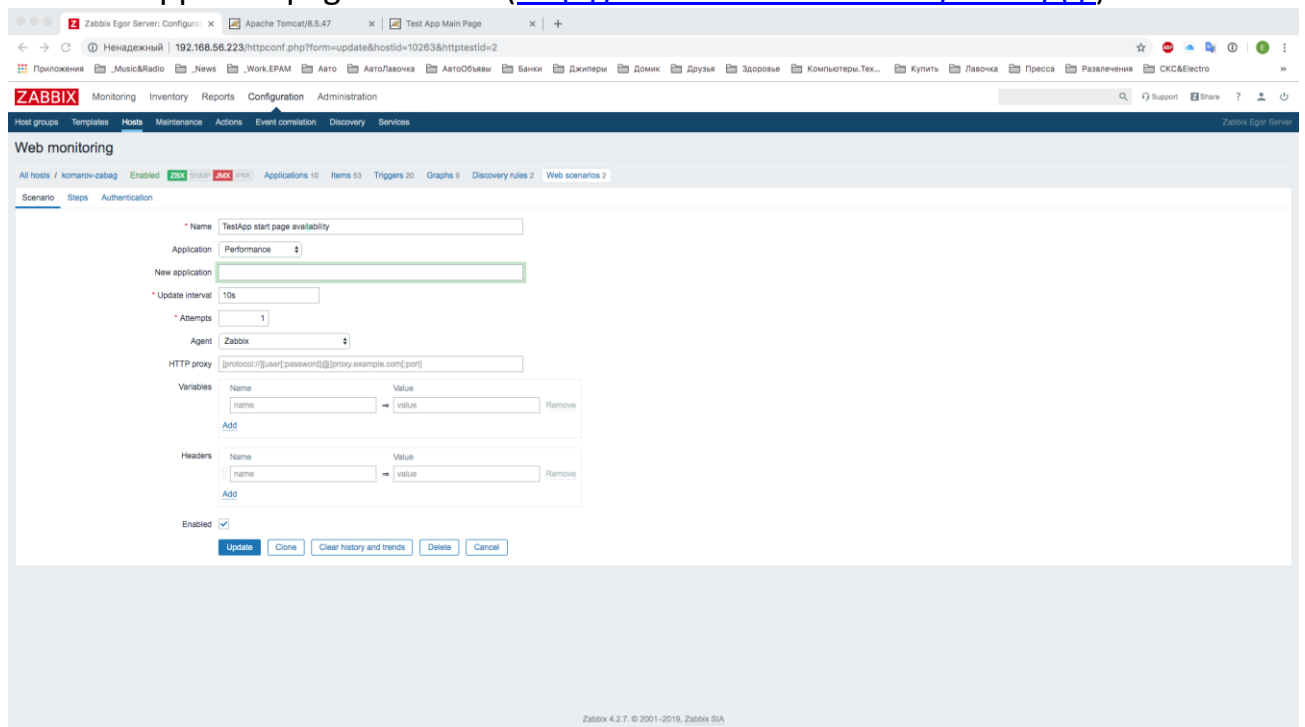 Zabbix Egor Server: Configurat × Apache Tomcat/8.5.47 × Test App Main Page × +
Ненадежный | 192.168.56.223/httpconf.php?form=update&hostid=10263&httptestid=2
Приложения _Music&Radio _News _Work.EPAM Авто АвтоЛавочка АвтоОбъявы Банки Джиперы Домик Друзья Здоровье Компьютеры.Тех... Купить Лавочка Пресса Развлечения СКС&Electro »
ZABBIX Monitoring Inventory Reports Configuration Administration Support Z Share ?
Host groups Templates Hosts Maintenance Actions Event correlation Discovery Services Zabbix Egor Server
Web monitoring
All hosts / komarov-zabag Enabled ZBX SNMP JMX IPMI Applications 10 Items 53 Triggers 20 Graphs 9 Discovery rules 2 Web scenarios 2
Scenario Steps Authentication
* Name TestApp start page availability
Application Performance
New application
* Update interval 10s
* Attempts 1
Agent Zabbix
HTTP proxy [protocol://][user[:password]@]proxy.example.com[:port]
Variables Name Value
name ⇒ value Remove
Add
Headers Name Value
name ⇒ value Remove
Add
Enabled
Update Clone Clear history and trends Delete Cancel
Zabbix 4.2.7. © 2001–2019, Zabbix SIA